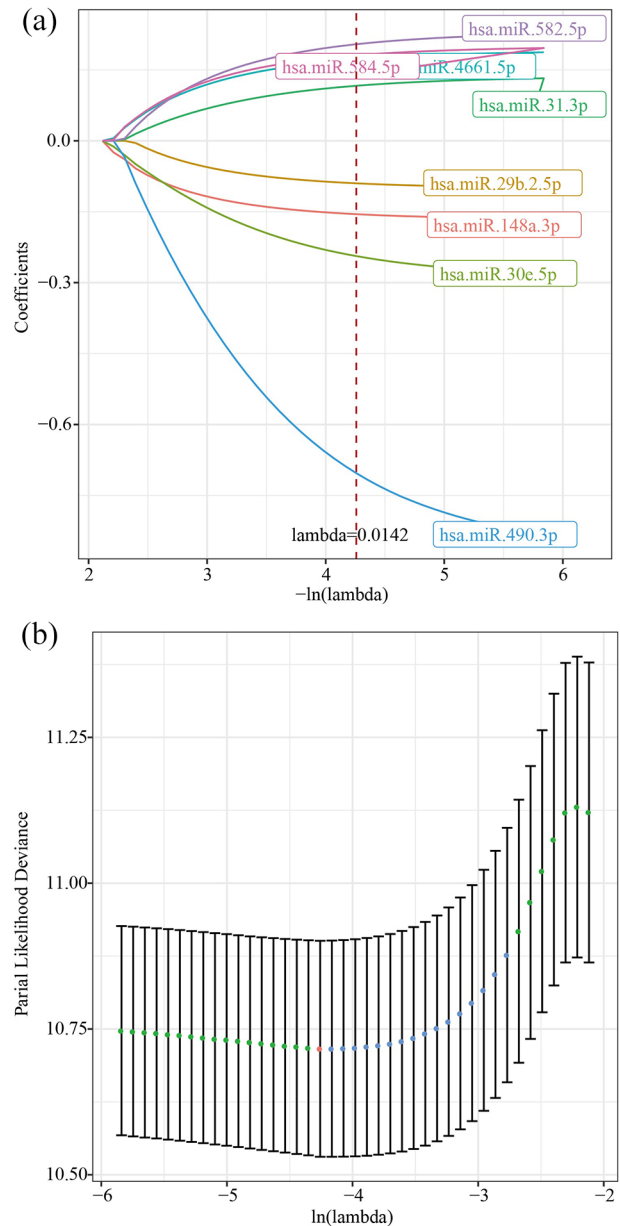 (a)
hsa.miR.582.5p
hsa.miR.584.5p
miR.4661.5p
hsa.miR.31.3p
0.0
hsa.miR.29b.2.5p
hsa.miR.148a.3p
hsa.miR.30e.5p
−0.3
Coefficients
−0.6
lambda=0.0142
hsa.miR.490.3p
2 3 4 5 6
−ln(lambda)
(b)
11.25
11.00
Parial Likelihood Deviance
10.75
10.50
−6 −5 −4 −3 −2
ln(lambda)